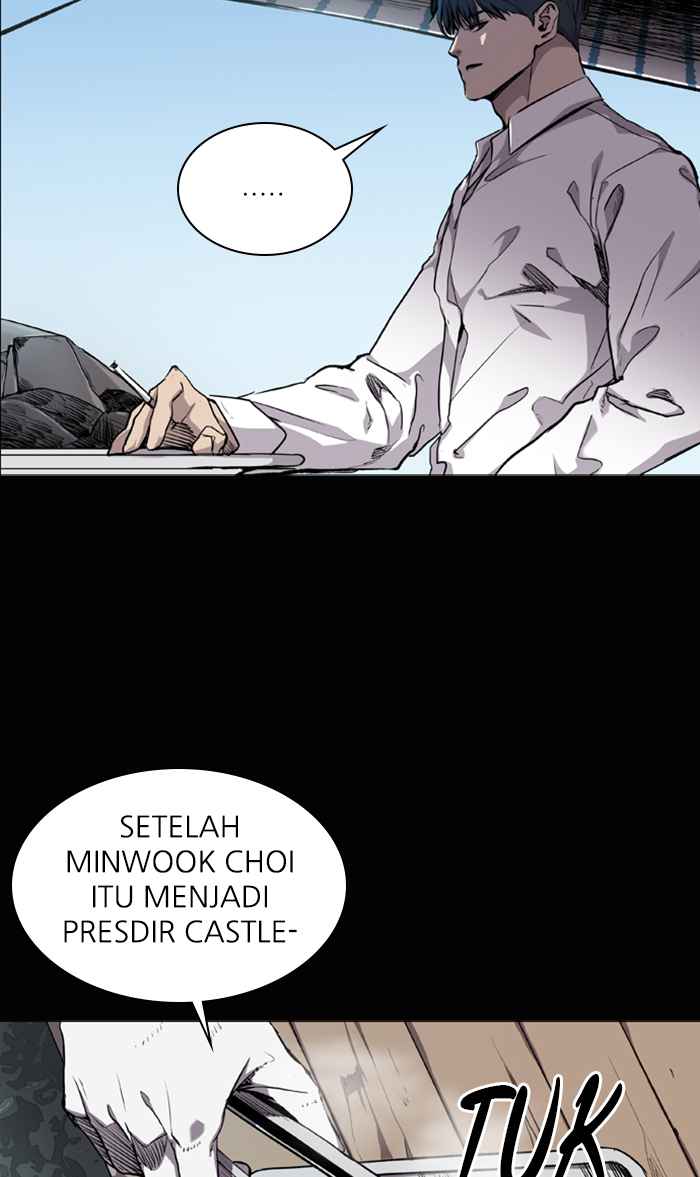 .....
SETELAH
MINWOOK CHOI
ITU MENJADI
PRESDIR CASTLE-
TUK